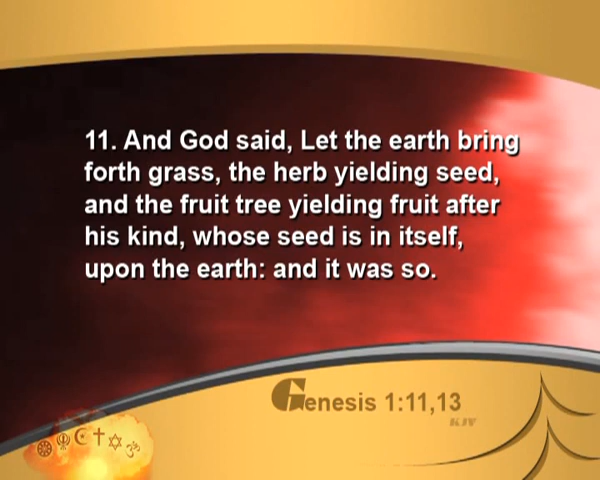 11. And God said, Let the earth bring
forth grass, the herb yielding seed,
and the fruit tree yielding fruit after
his kind, whose seed is in itself,
upon the earth: and it was so.
Genesis 1:11,13
KJV